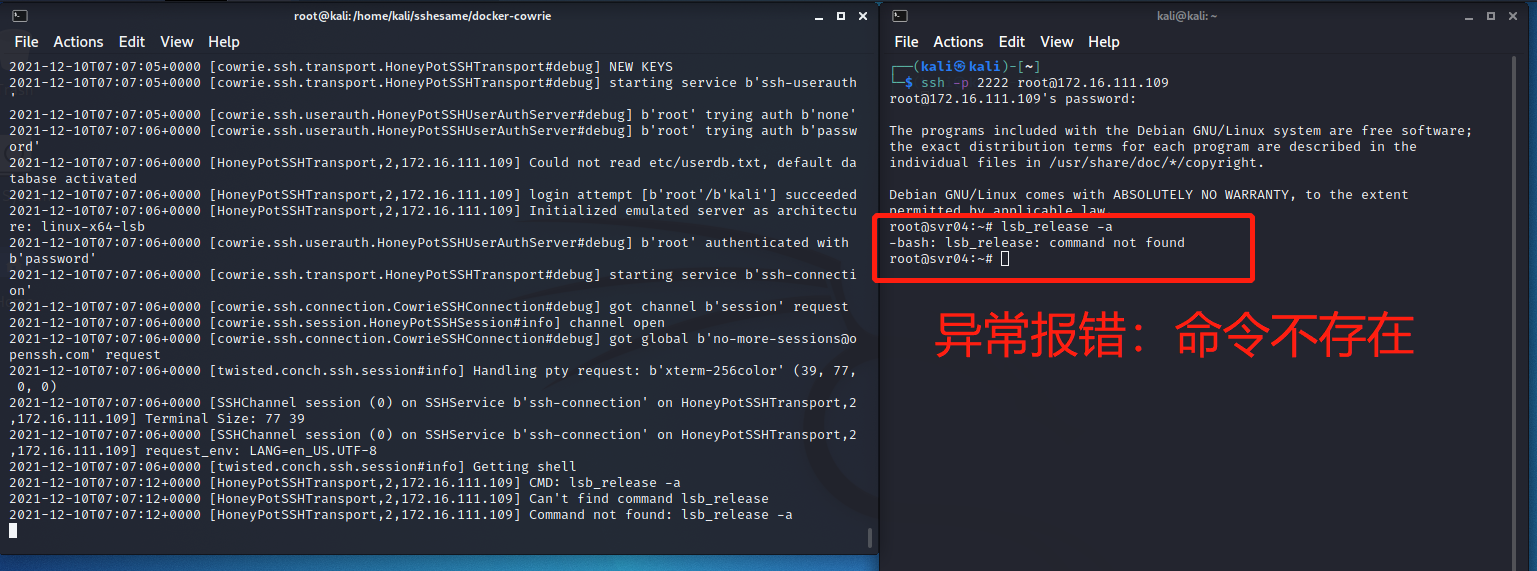 root@kali: /home/kali/sshesame/docker-cowrie
File Actions Edit View Help
2021-12-10T07:07:05+0000 [cowrie.ssh.transport.HoneyPotSSHTransport#debug] NEW KEYS
2021-12-10T07:07:05+0000 [cowrie.ssh.transport.HoneyPotSSHTransport#debug] starting service b'ssh-userauth
'
2021-12-10T07:07:05+0000 [cowrie.ssh.userauth.HoneyPotSSHUserAuthServer#debug] b'root' trying auth b'none'
2021-12-10T07:07:06+0000 [cowrie.ssh.userauth.HoneyPotSSHUserAuthServer#debug] b'root' trying auth b'passw
ord'
2021-12-10T07:07:06+0000 [HoneyPotSSHTransport,2,172.16.111.109] Could not read etc/userdb.txt, default da
tabase activated
2021-12-10T07:07:06+0000 [HoneyPotSSHTransport,2,172.16.111.109] login attempt [b'root'/b'kali'] succeeded
2021-12-10T07:07:06+0000 [HoneyPotSSHTransport,2,172.16.111.109] Initialized emulated server as architectu
re: linux-x64-lsb
2021-12-10T07:07:06+0000 [cowrie.ssh.userauth.HoneyPotSSHUserAuthServer#debug] b'root' authenticated with
b'password'
2021-12-10T07:07:06+0000 [cowrie.ssh.transport.HoneyPotSSHTransport#debug] starting service b'ssh-connecti
on'
2021-12-10T07:07:06+0000 [cowrie.ssh.connection.CowrieSSHConnection#debug] got channel b'session' request
2021-12-10T07:07:06+0000 [cowrie.ssh.session.HoneyPotSSHSession#info] channel open
2021-12-10T07:07:06+0000 [cowrie.ssh.connection.CowrieSSHConnection#debug] got global b'no-more-sessions@o
penssh.com' request
2021-12-10T07:07:06+0000 [twisted.conch.ssh.session#info] Handling pty request: b'xterm-256color' (39, 77,
0, 0)
2021-12-10T07:07:06+0000 [SSHChannel session (0) on SSHService b'ssh-connection' on HoneyPotSSHTransport,2
,172.16.111.109] Terminal Size: 77 39
2021-12-10T07:07:06+0000 [SSHChannel session (0) on SSHService b'ssh-connection' on HoneyPotSSHTransport,2
,172.16.111.109] request_env: LANG=en_US.UTF-8
2021-12-10T07:07:06+0000 [twisted.conch.ssh.session#info] Getting shell
2021-12-10T07:07:12+0000 [HoneyPotSSHTransport,2,172.16.111.109] CMD: lsb_release -a
2021-12-10T07:07:12+0000 [HoneyPotSSHTransport,2,172.16.111.109] Can't find command lsb_release
2021-12-10T07:07:12+0000 [HoneyPotSSHTransport,2,172.16.111.109] Command not found: lsb_release -a
kali@kali: ~
File Actions Edit View Help
┌──(kali㉿kali)-[~]
└─$ ssh -p 2222 root@172.16.111.109
root@172.16.111.109's password:
The programs included with the Debian GNU/Linux system are free software;
the exact distribution terms for each program are described in the
individual files in /usr/share/doc/*/copyright.
Debian GNU/Linux comes with ABSOLUTELY NO WARRANTY, to the extent
permitted by applicable law.
root@svr04:~# lsb_release -a
-bash: lsb_release: command not found
root@svr04:~#
异常报错：命令不存在